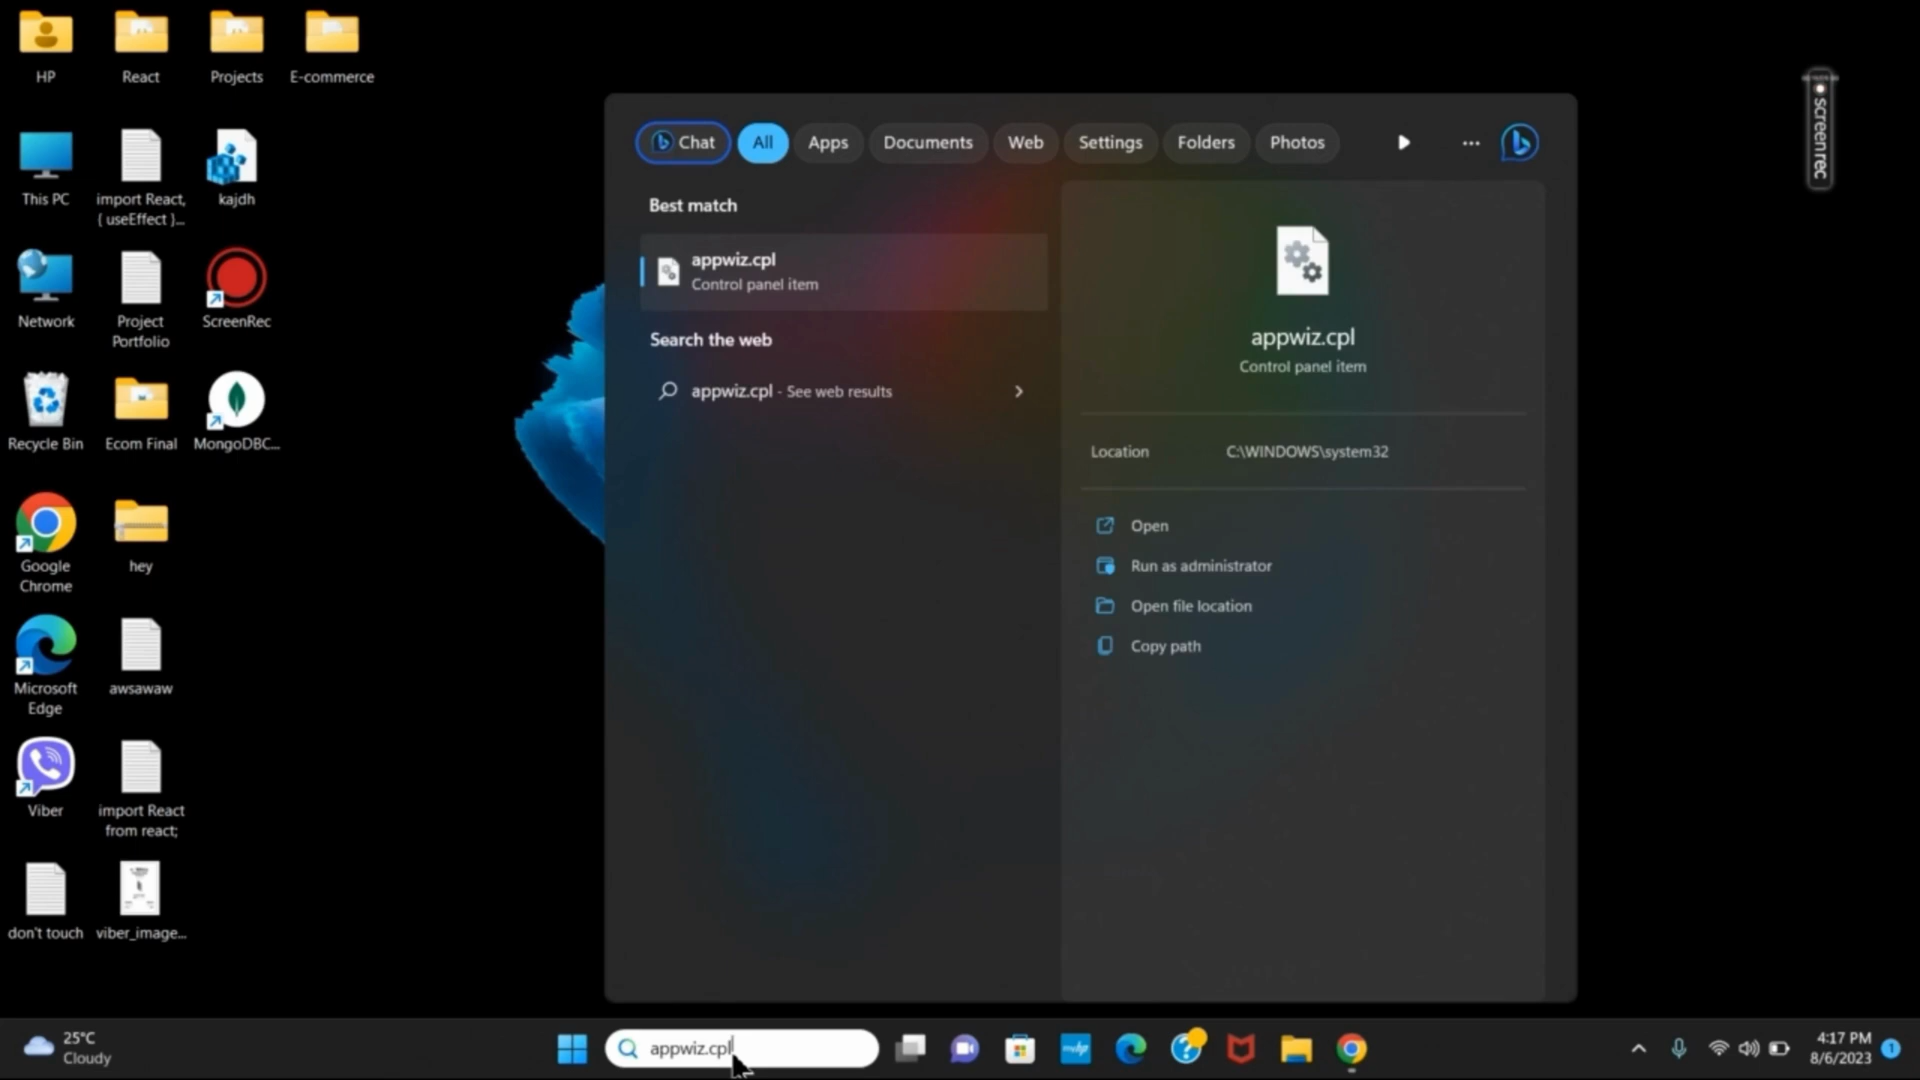 HP
React
Projects
E-commerce
This PC
import React,
{ useEffect }...
kajdh
Network
Project
Portfolio
ScreenRec
Recycle Bin
Ecom Final
MongoDBC...
Google
Chrome
hey
Microsoft
Edge
awsawaw
Viber
import React
from react;
don't touch
viber_image...
Chat
All
Apps
Documents
Web
Settings
Folders
Photos
...
Best match
appwiz.cpl
Control panel item
Search the web
appwiz.cpl - See web results
appwiz.cpl
Control panel item
Location C:\WINDOWS\system32
Open
Run as administrator
Open file location
Copy path
screenrec
25°C
Cloudy
appwiz.cpl
myhp
4:17 PM
8/6/2023
1